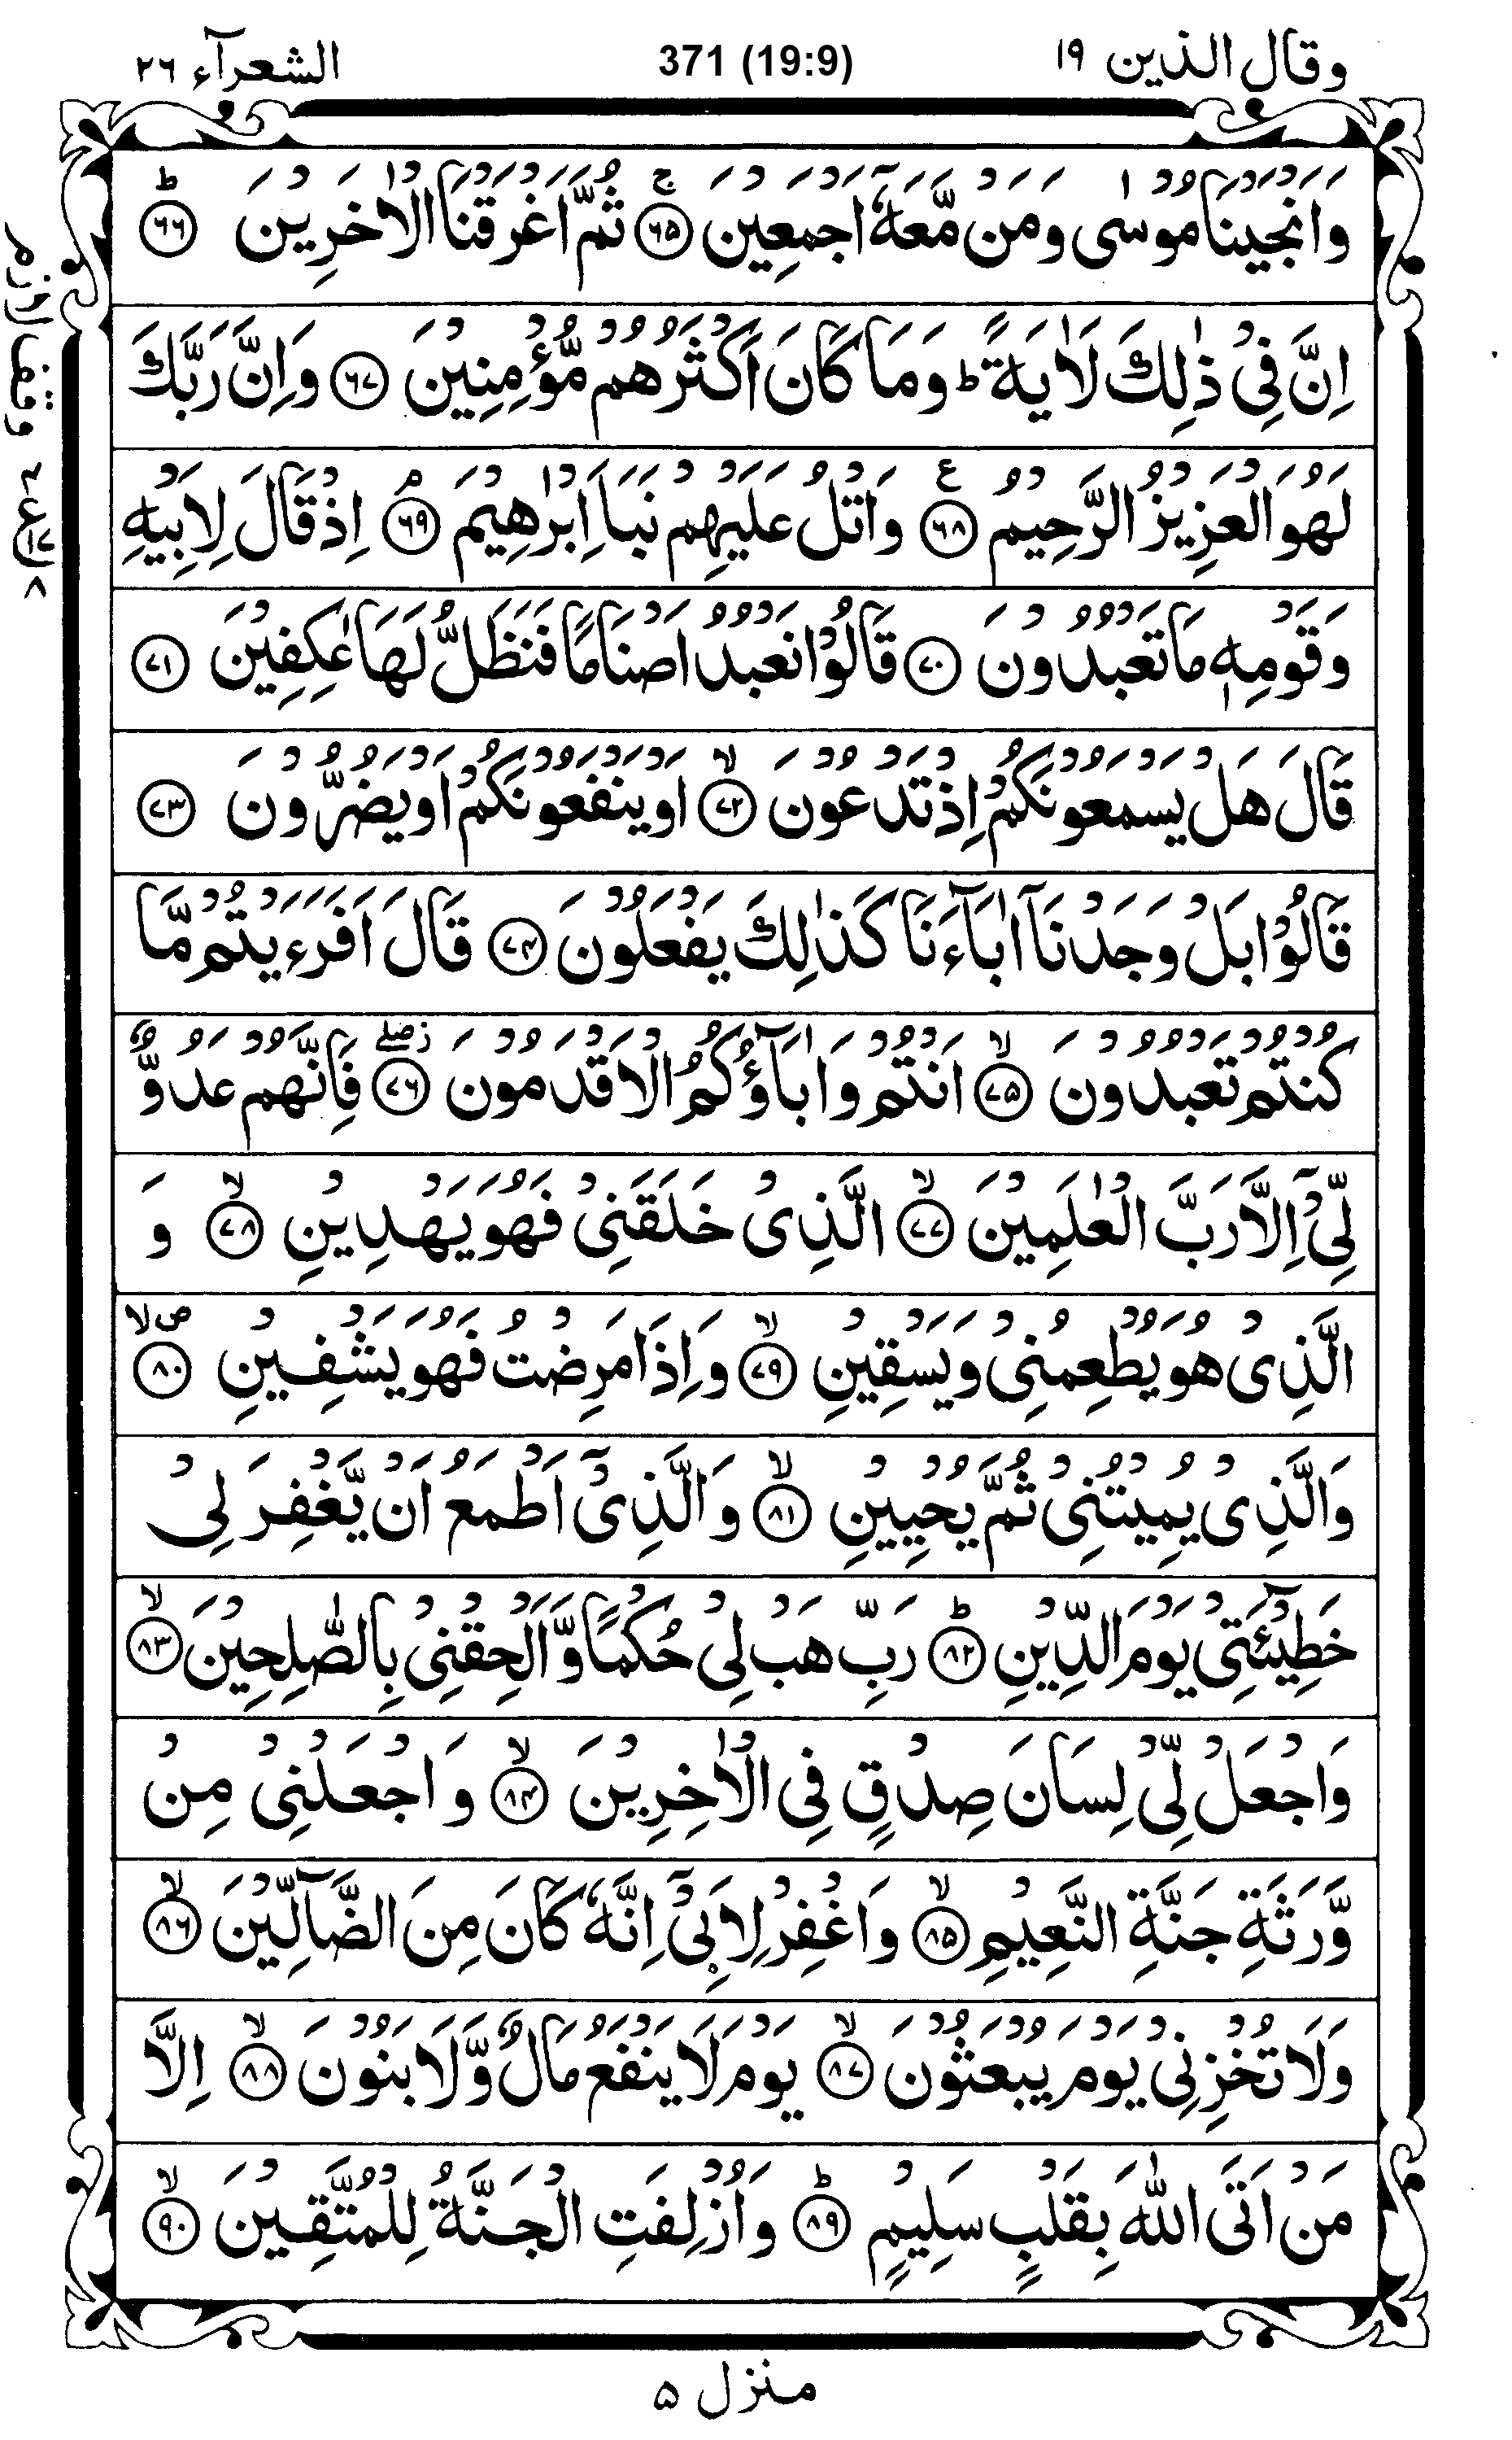 وقال الذين ١٩
371 (19:9)
الشعرآء ٢٦
وَاَنْجَيْنَا مُوْسٰى وَمَنْ مَّعَهٗٓ اَجْمَعِيْنَ ۚ ﴿٦٥﴾ ثُمَّ اَغْرَقْنَا الْاٰخَرِيْنَ ؕ ﴿٦٦﴾
اِنَّ فِيْ ذٰلِكَ لَاٰيَةً ؕ وَمَا كَانَ اَكْثَرُهُمْ مُّؤْمِنِيْنَ ﴿٦٧﴾ وَاِنَّ رَبَّكَ
لَهُوَ الْعَزِيْزُ الرَّحِيْمُ ﴿٦٨﴾ ع وَاتْلُ عَلَيْهِمْ نَبَاَ اِبْرٰهِيْمَ ۘ ﴿٦٩﴾ اِذْ قَالَ لِاَبِيْهِ
وَقَوْمِهٖ مَا تَعْبُدُوْنَ ﴿٧٠﴾ قَالُوْا نَعْبُدُ اَصْنَامًا فَنَظَلُّ لَهَا عٰكِفِيْنَ ﴿٧١﴾
قَالَ هَلْ يَسْمَعُوْنَكُمْ اِذْ تَدْعُوْنَ ۙ ﴿٧٢﴾ اَوْ يَنْفَعُوْنَكُمْ اَوْ يَضُرُّوْنَ ﴿٧٣﴾
قَالُوْا بَلْ وَجَدْنَآ اٰبَآءَنَا كَذٰلِكَ يَفْعَلُوْنَ ﴿٧٤﴾ قَالَ اَفَرَءَيْتُمْ مَّا
كُنْتُمْ تَعْبُدُوْنَ ۙ ﴿٧٥﴾ اَنْتُمْ وَاٰبَآؤُكُمُ الْاَقْدَمُوْنَ ز ۖ ﴿٧٦﴾ فَاِنَّهُمْ عَدُوٌّ
لِّيْٓ اِلَّا رَبَّ الْعٰلَمِيْنَ ۙ ﴿٧٧﴾ الَّذِيْ خَلَقَنِيْ فَهُوَ يَهْدِيْنِ ۙ ﴿٧٨﴾ وَ
الَّذِيْ هُوَ يُطْعِمُنِيْ وَيَسْقِيْنِ ۙ ﴿٧٩﴾ وَاِذَا مَرِضْتُ فَهُوَ يَشْفِيْنِ ص ۙ ﴿٨٠﴾
وَالَّذِيْ يُمِيْتُنِيْ ثُمَّ يُحْيِيْنِ ۙ ﴿٨١﴾ وَالَّذِيْٓ اَطْمَعُ اَنْ يَّغْفِرَ لِيْ
خَطِيْٓئَتِيْ يَوْمَ الدِّيْنِ ؕ ﴿٨٢﴾ رَبِّ هَبْ لِيْ حُكْمًا وَّاَلْحِقْنِيْ بِالصّٰلِحِيْنَ ۙ ﴿٨٣﴾
وَاجْعَلْ لِّيْ لِسَانَ صِدْقٍ فِي الْاٰخِرِيْنَ ۙ ﴿٨٤﴾ وَاجْعَلْنِيْ مِنْ
وَّرَثَةِ جَنَّةِ النَّعِيْمِ ۙ ﴿٨٥﴾ وَاغْفِرْ لِاَبِيْٓ اِنَّهٗ كَانَ مِنَ الضَّآلِّيْنَ ۙ ﴿٨٦﴾
وَلَا تُخْزِنِيْ يَوْمَ يُبْعَثُوْنَ ۙ ﴿٨٧﴾ يَوْمَ لَا يَنْفَعُ مَالٌ وَّلَا بَنُوْنَ ۙ ﴿٨٨﴾ اِلَّا
مَنْ اَتَى اللّٰهَ بِقَلْبٍ سَلِيْمٍ ؕ ﴿٨٩﴾ وَاُزْلِفَتِ الْجَنَّةُ لِلْمُتَّقِيْنَ ۙ ﴿٩٠﴾
منزل ٥
وقف لازم